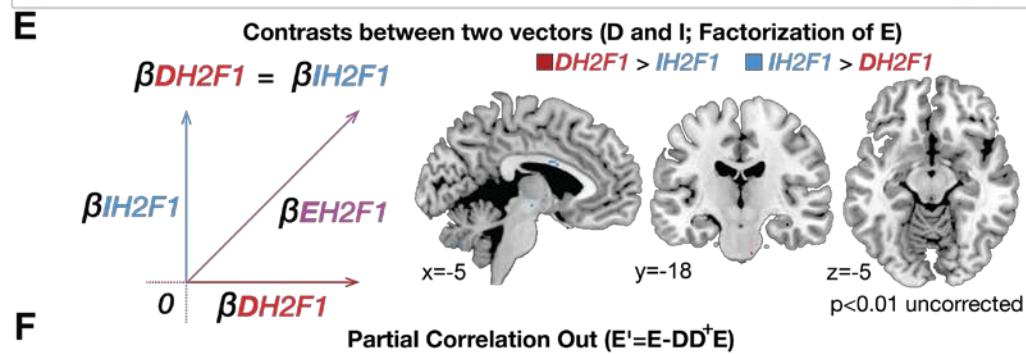 E
Contrasts between two vectors (D and I; Factorization of E)
βDH2F1 = βIH2F1
DH2F1 > IH2F1 IH2F1 > DH2F1
βIH2F1
βEH2F1
0
βDH2F1
x=-5
y=-18
z=-5
p<0.01 uncorrected
F
Partial Correlation Out (E'=E-DD⁺E)